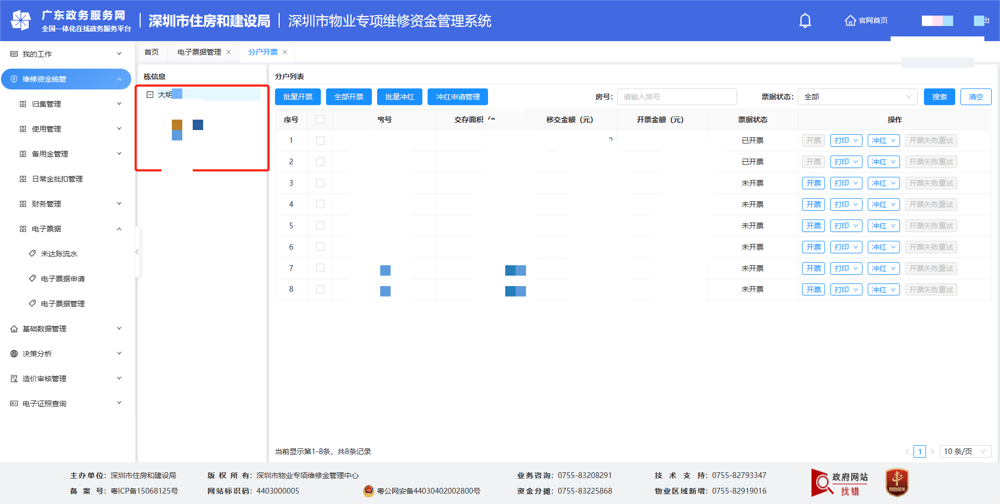 广东政务服务网
全国一体化在线政务服务平台
深圳市住房和建设局
深圳市物业专项维修资金管理系统
官网首页
出
我的工作
维修资金统管
归集管理
使用管理
备用金管理
日常金批扣管理
财务管理
电子票据
未达账流水
电子票据申请
电子票据管理
基础数据管理
决策分析
造价审核管理
电子证照查询
首页 电子票据管理 分户开票
栋信息
大明
分户列表
批量开票 全部开票 批量冲红 冲红申请管理 房号： 请输入房号 票据状态： 全部 搜索 清空
序号 房号 交存面积 移交金额（元） 开票金额（元） 票据状态 操作
1 已开票 开票 打印 冲红 开票失败重试
2 已开票 开票 打印 冲红 开票失败重试
3 未开票 开票 打印 冲红 开票失败重试
4 未开票 开票 打印 冲红 开票失败重试
5 未开票 开票 打印 冲红 开票失败重试
6 未开票 开票 打印 冲红 开票失败重试
7 未开票 开票 打印 冲红 开票失败重试
8 未开票 开票 打印 冲红 开票失败重试
当前显示第1-8条，共8条记录
1 10 条/页
主办单位：深圳市住房和建设局 版权所有：深圳市物业专项维修金管理中心 业务咨询：0755-83208291 技术支持：0755-82793347
备案号：粤ICP备15068125号 网站标识码：4403000005 粤公网安备44030402002800号 资金分摊：0755-83225868 物业区域新增：0755-82919016
政府网站
找错
党政机关